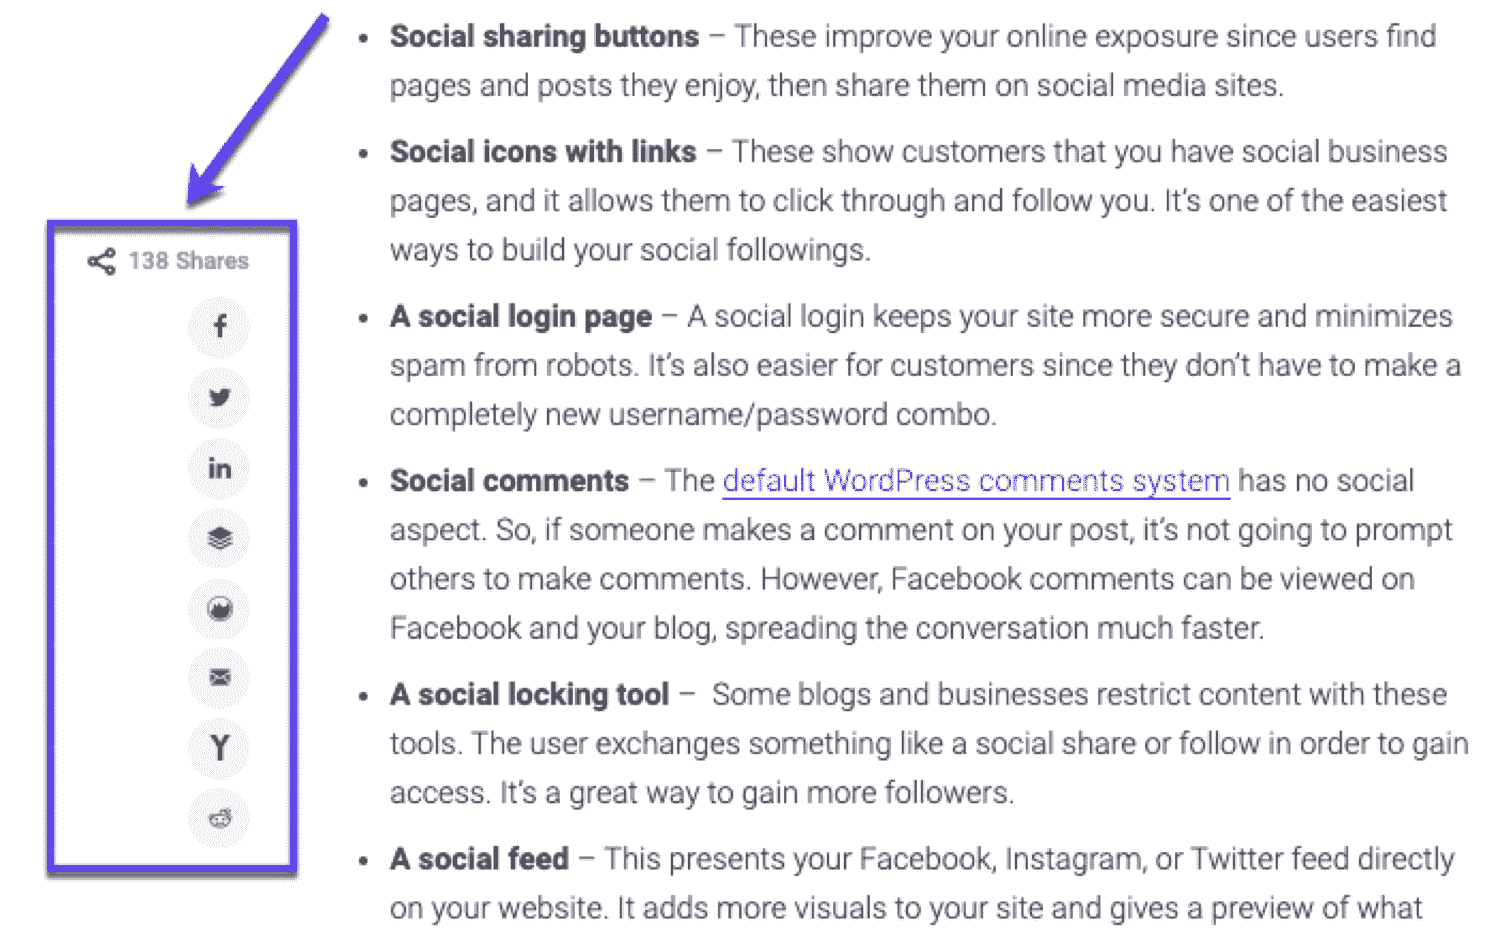 138 Shares
f
in
Y
• Social sharing buttons – These improve your online exposure since users find
pages and posts they enjoy, then share them on social media sites.
• Social icons with links – These show customers that you have social business
pages, and it allows them to click through and follow you. It’s one of the easiest
ways to build your social followings.
• A social login page – A social login keeps your site more secure and minimizes
spam from robots. It’s also easier for customers since they don’t have to make a
completely new username/password combo.
• Social comments – The default WordPress comments system has no social
aspect. So, if someone makes a comment on your post, it’s not going to prompt
others to make comments. However, Facebook comments can be viewed on
Facebook and your blog, spreading the conversation much faster.
• A social locking tool –  Some blogs and businesses restrict content with these
tools. The user exchanges something like a social share or follow in order to gain
access. It’s a great way to gain more followers.
• A social feed – This presents your Facebook, Instagram, or Twitter feed directly
on your website. It adds more visuals to your site and gives a preview of what